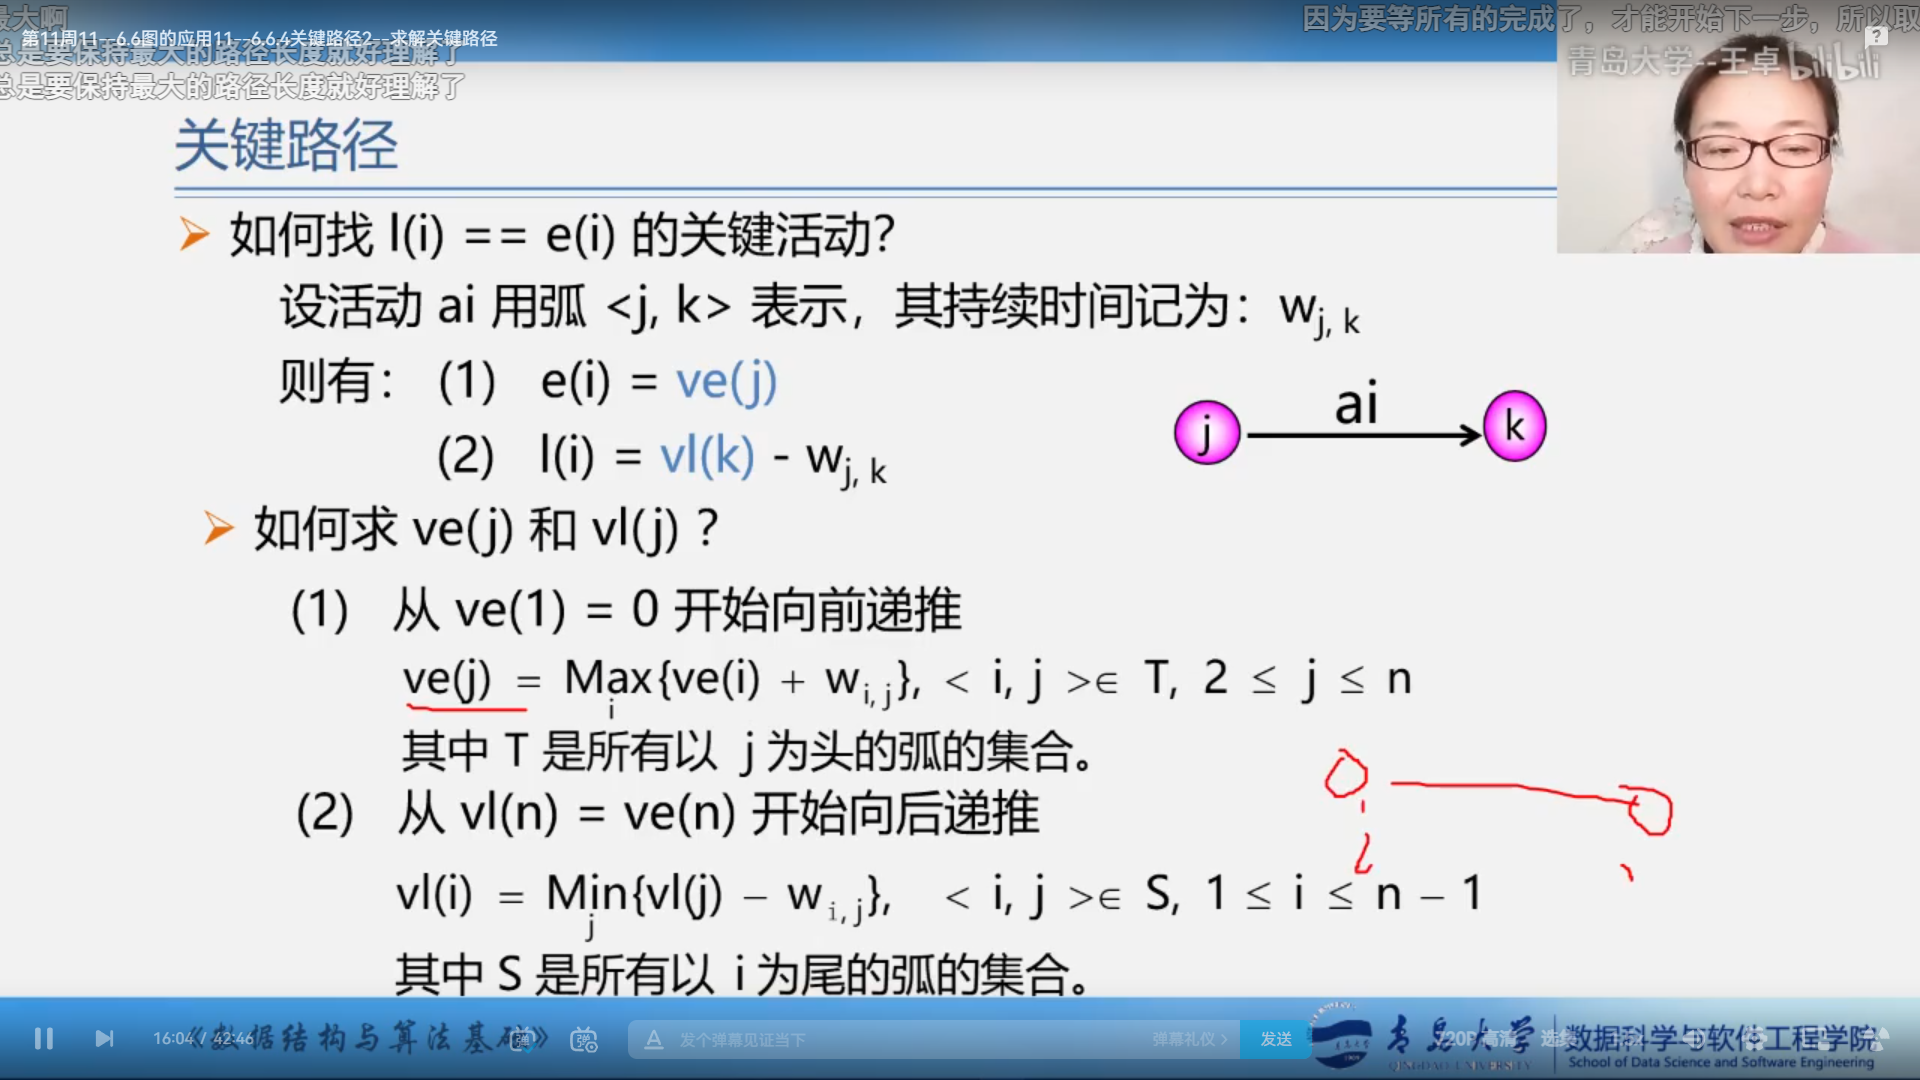 最大啊
因为要等所有的完成了，才能开始下一步，所以取
第11周11--6.6图的应用11--6.6.4关键路径2--求解关键路径
总是要保持最大的路径长度就好理解了
青岛大学--王卓 bilibili
总是要保持最大的路径长度就好理解了
关键路径
如何找 l(i) == e(i) 的关键活动？
设活动 ai 用弧 <j, k> 表示，其持续时间记为：w j, k
则有： (1) e(i) = ve(j)
ai
j
k
(2) l(i) = vl(k) - w j, k
如何求 ve(j) 和 vl(j)？
(1) 从 ve(1) = 0 开始向前递推
ve(j) = Max{ve(i) + w i, j}, < i, j >∈ T, 2 ≤ j ≤ n
i
其中 T 是所有以 j 为头的弧的集合。
(2) 从 vl(n) = ve(n) 开始向后递推
i
vl(i) = Min{vl(j) − w i, j}, < i, j >∈ S, 1 ≤ i ≤ n − 1
j
其中 S 是所有以 i 为尾的弧的集合。
16:04 / 42:46
《数据结构与算法基础》
发个弹幕见证当下
弹幕礼仪 >
发送
青岛大学
QINGDAO UNIVERSITY
720P 高清
选集
数据科学与软件工程学院
School of Data Science and Software Engineering